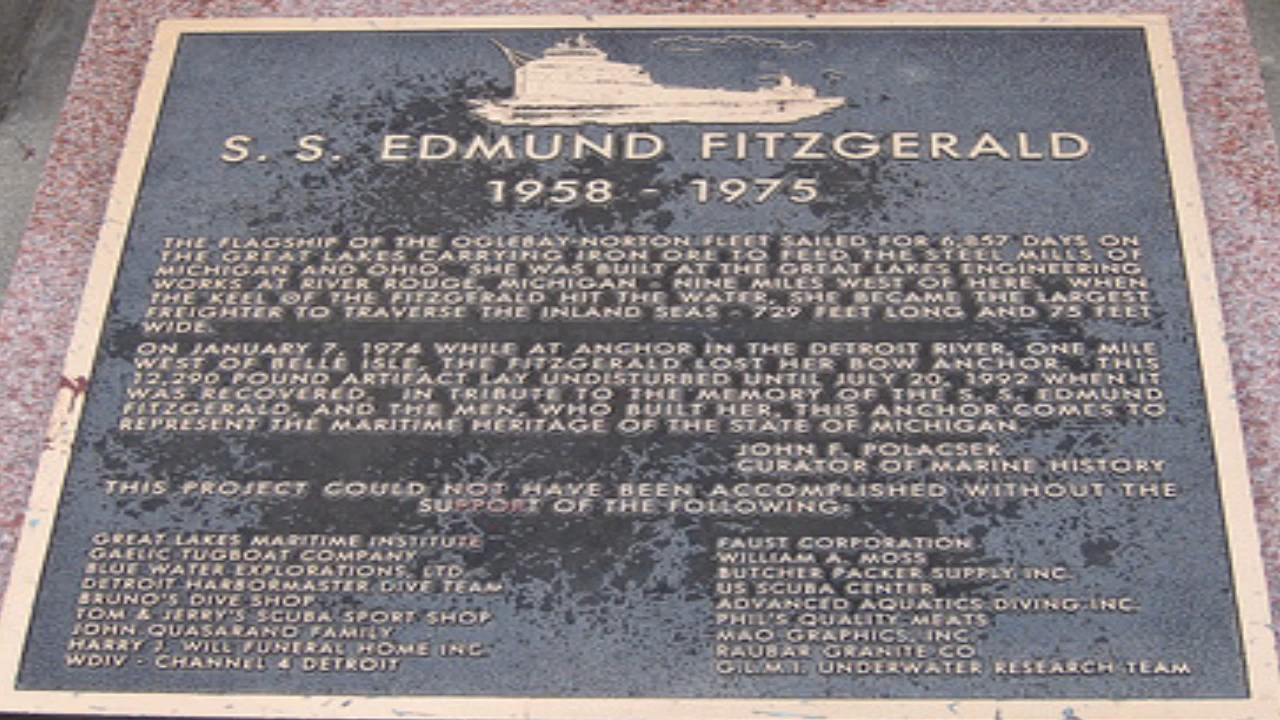 S. S. EDMUND FITZGERALD
1958 - 1975
THE FLAGSHIP OF THE OGLEBAY-NORTON FLEET SAILED FOR 6,857 DAYS ON
THE GREAT LAKES CARRYING IRON ORE TO FEED THE STEEL MILLS OF
MICHIGAN AND OHIO. SHE WAS BUILT AT THE GREAT LAKES ENGINEERING
WORKS AT RIVER ROUGE, MICHIGAN - NINE MILES WEST OF HERE. WHEN
THE KEEL OF THE FITZGERALD HIT THE WATER, SHE BECAME THE LARGEST
FREIGHTER TO TRAVERSE THE INLAND SEAS - 729 FEET LONG AND 75 FEET
WIDE.
ON JANUARY 7, 1974 WHILE AT ANCHOR IN THE DETROIT RIVER, ONE MILE
WEST OF BELLE ISLE, THE FITZGERALD LOST HER BOW ANCHOR. THIS
12,290 POUND ARTIFACT LAY UNDISTURBED UNTIL JULY 20, 1992 WHEN IT
WAS RECOVERED. IN TRIBUTE TO THE MEMORY OF THE S. S. EDMUND
FITZGERALD, AND THE MEN, WHO BUILT HER, THIS ANCHOR COMES TO
REPRESENT THE MARITIME HERITAGE OF THE STATE OF MICHIGAN.
JOHN F. POLACSEK
CURATOR OF MARINE HISTORY
THIS PROJECT COULD NOT HAVE BEEN ACCOMPLISHED WITHOUT THE
SUPPORT OF THE FOLLOWING:
GREAT LAKES MARITIME INSTITUTE
GAELIC TUGBOAT COMPANY
BLUE WATER EXPLORATIONS, LTD.
DETROIT HARBORMASTER DIVE TEAM
BRUNO'S DIVE SHOP
TOM & JERRY'S SCUBA SPORT SHOP
JOHN QUASARAND FAMILY
HARRY J. WILL FUNERAL HOME INC.
WDIV - CHANNEL 4 DETROIT
FAUST CORPORATION
WILLIAM A. MOSS
BUTCHER PACKER SUPPLY INC.
US SCUBA CENTER
ADVANCED AQUATICS DIVING INC.
PHIL'S QUALITY MEATS
MAO GRAPHICS, INC.
RAUBAR GRANITE CO
G.L.M.I. UNDERWATER RESEARCH TEAM